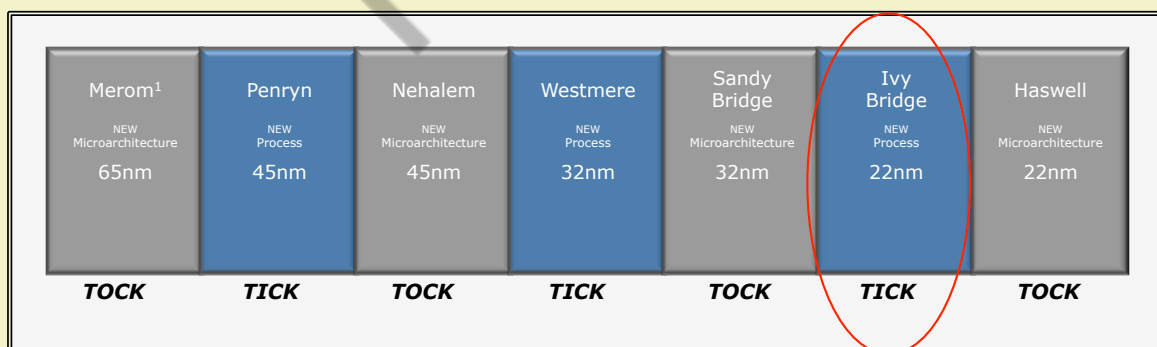 Merom¹
NEW
Microarchitecture
65nm
TOCK
Penryn
NEW
Process
45nm
TICK
Nehalem
NEW
Microarchitecture
45nm
TOCK
Westmere
NEW
Process
32nm
TICK
Sandy
Bridge
NEW
Microarchitecture
32nm
TOCK
Ivy
Bridge
NEW
Process
22nm
TICK
Haswell
NEW
Microarchitecture
22nm
TOCK